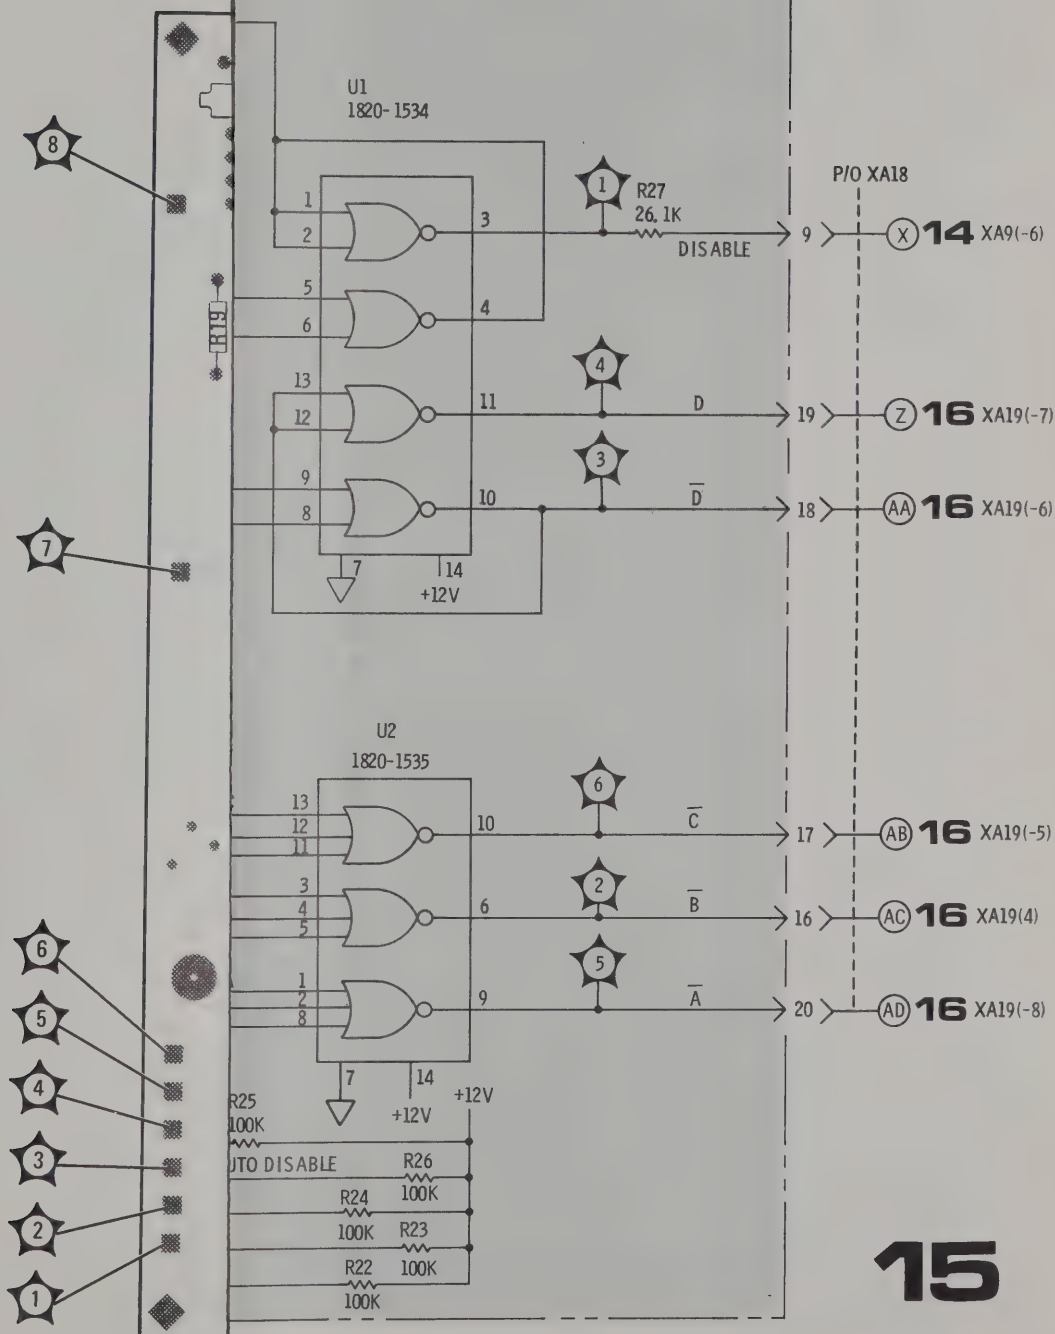 U1
1820-1534
8
1
R27
26.1K
P/O XA18
1
2
3
DISABLE
9
X
14 XA9(-6)
5
6
4
R19
4
13
12
11
D
19
Z
16 XA19(-7)
3
9
8
10
D̅
18
AA
16 XA19(-6)
7
7
14
+12V
U2
1820-1535
6
13
12
11
10
C̅
17
AB
16 XA19(-5)
2
3
4
5
6
B̅
16
AC
16 XA19(4)
5
1
2
8
9
A̅
20
AD
16 XA19(-8)
6
5
4
3
2
1
7
14
+12V
+12V
R25
100K
UTO DISABLE
R26
100K
R24
100K
R23
100K
R22
100K
15